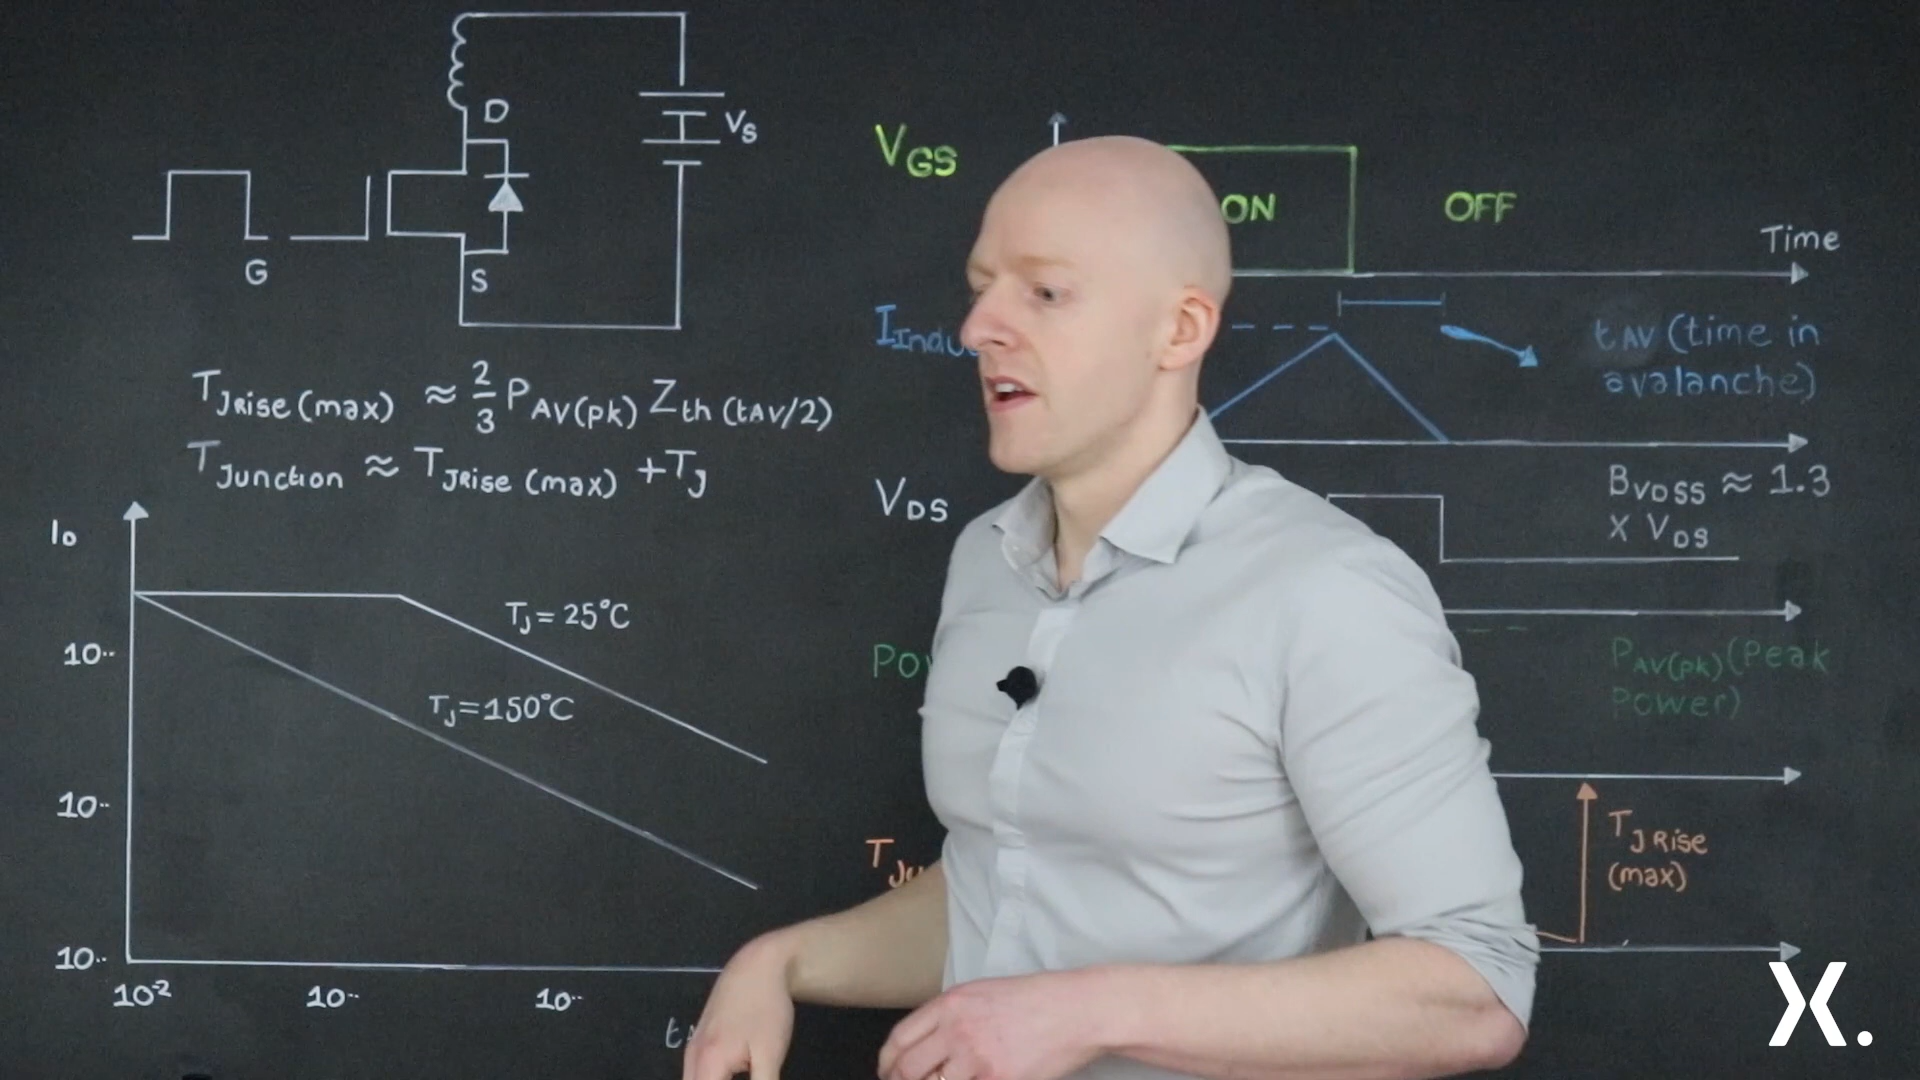 D
Vs
G
S
TJRise (max) ≈ 2/3 PAV(pk) Zth (tAV/2)
TJunction ≈ TJRise (max) + TJ
ID
TJ = 25°C
TJ = 150°C
10··
10··
10··
10-2
10··
10··
VGS
ON
OFF
Time
tAV (time in
avalanche)
VDS
BVDSS ≈ 1.3
X VDS
PAV(pk) (Peak
Power)
TJRise
(max)
X.